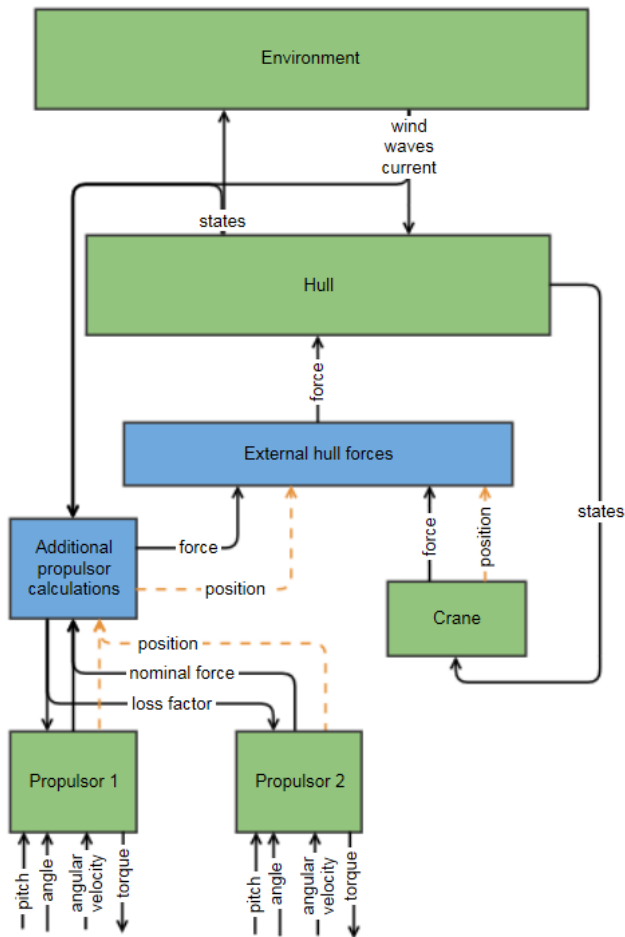 Environment
wind
waves
current
states
Hull
force
External hull forces
states
Additional
propulsor
calculations
force
position
force
position
Crane
position
nominal force
loss factor
Propulsor 1
Propulsor 2
pitch
angle
angular
velocity
torque
pitch
angle
angular
velocity
torque